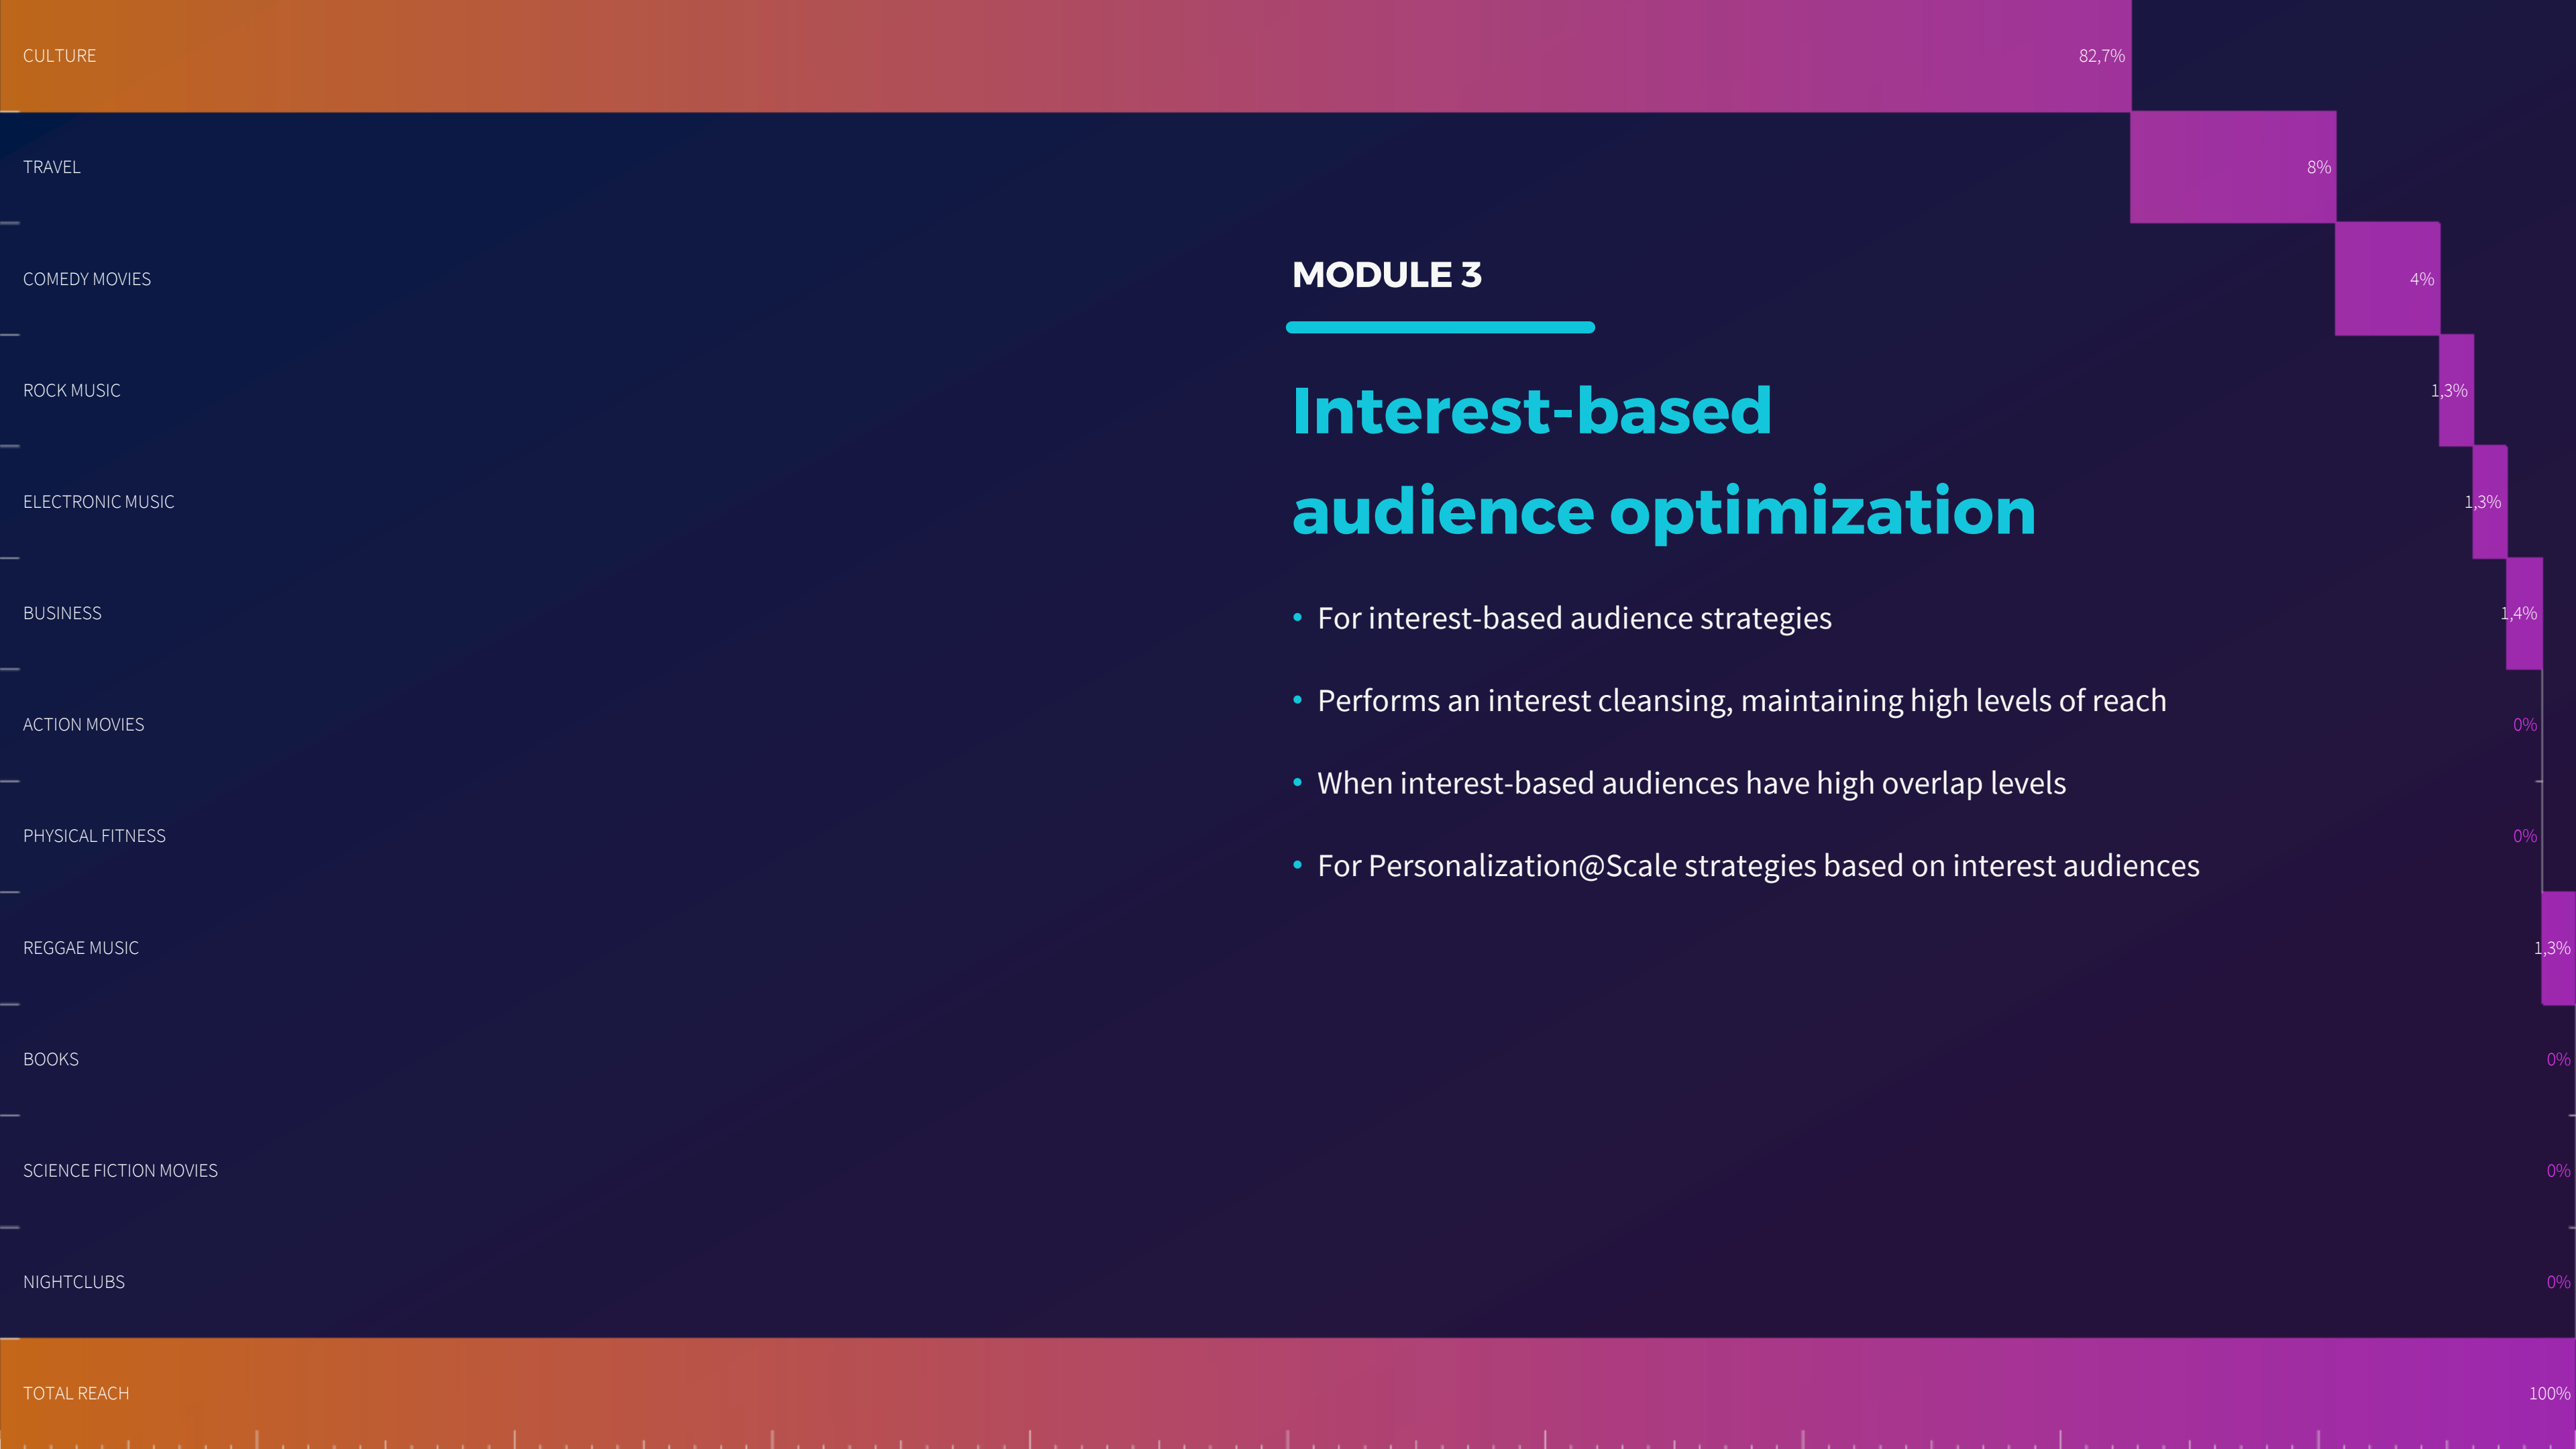 CULTURE 82,7%
TRAVEL 8%
COMEDY MOVIES 4%
ROCK MUSIC 1,3%
ELECTRONIC MUSIC 1,3%
BUSINESS 1,4%
ACTION MOVIES 0%
PHYSICAL FITNESS 0%
REGGAE MUSIC 1,3%
BOOKS 0%
SCIENCE FICTION MOVIES 0%
NIGHTCLUBS 0%
TOTAL REACH 100%
MODULE 3
Interest-based
audience optimization
• For interest-based audience strategies
• Performs an interest cleansing, maintaining high levels of reach
• When interest-based audiences have high overlap levels
• For Personalization@Scale strategies based on interest audiences